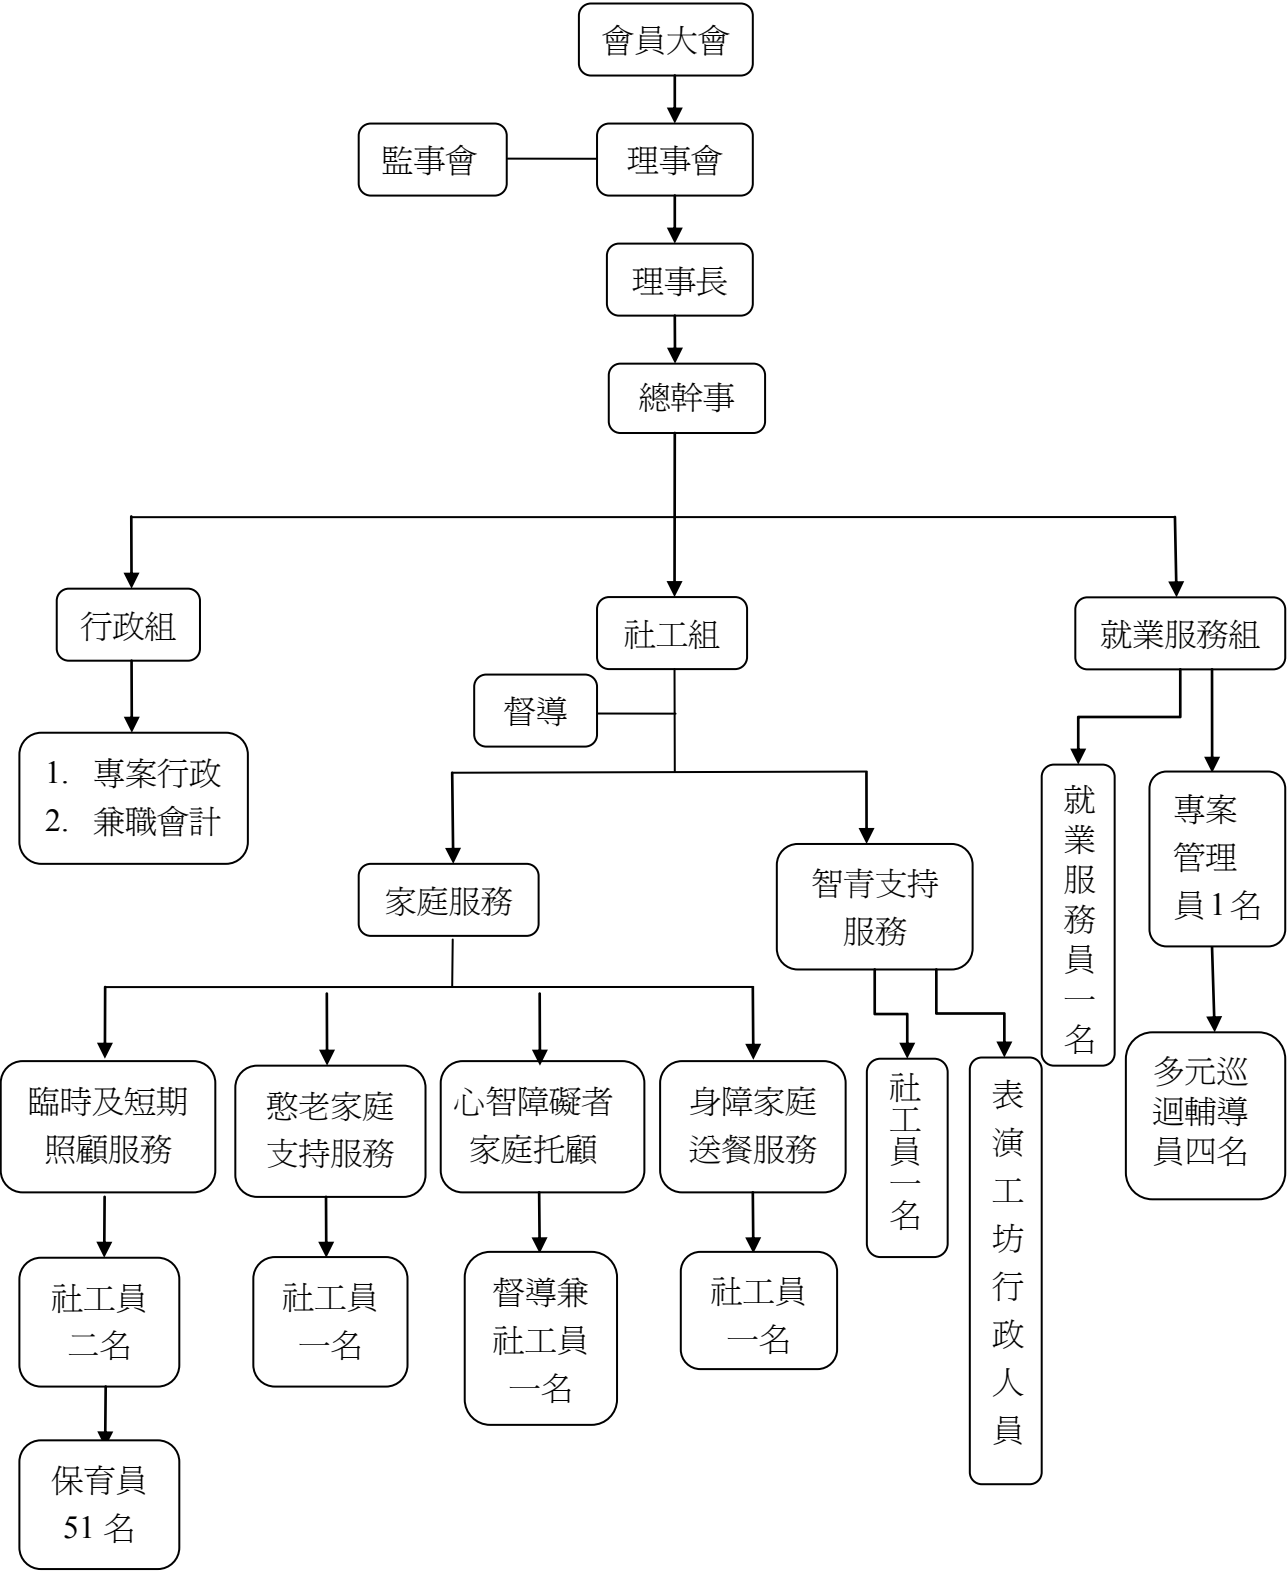 會員大會
監事會
理事會
理事長
總幹事
行政組
社工組
就業服務組
督導
1. 專案行政
2. 兼職會計
家庭服務
智青支持
服務
就業服務員一名
專案
管理
員1名
臨時及短期
照顧服務
憨老家庭
支持服務
心智障礙者
家庭托顧
身障家庭
送餐服務
社工員一名
表演工坊行政人員
多元巡
迴輔導
員四名
社工員
二名
社工員
一名
督導兼
社工員
一名
社工員
一名
保育員
51名